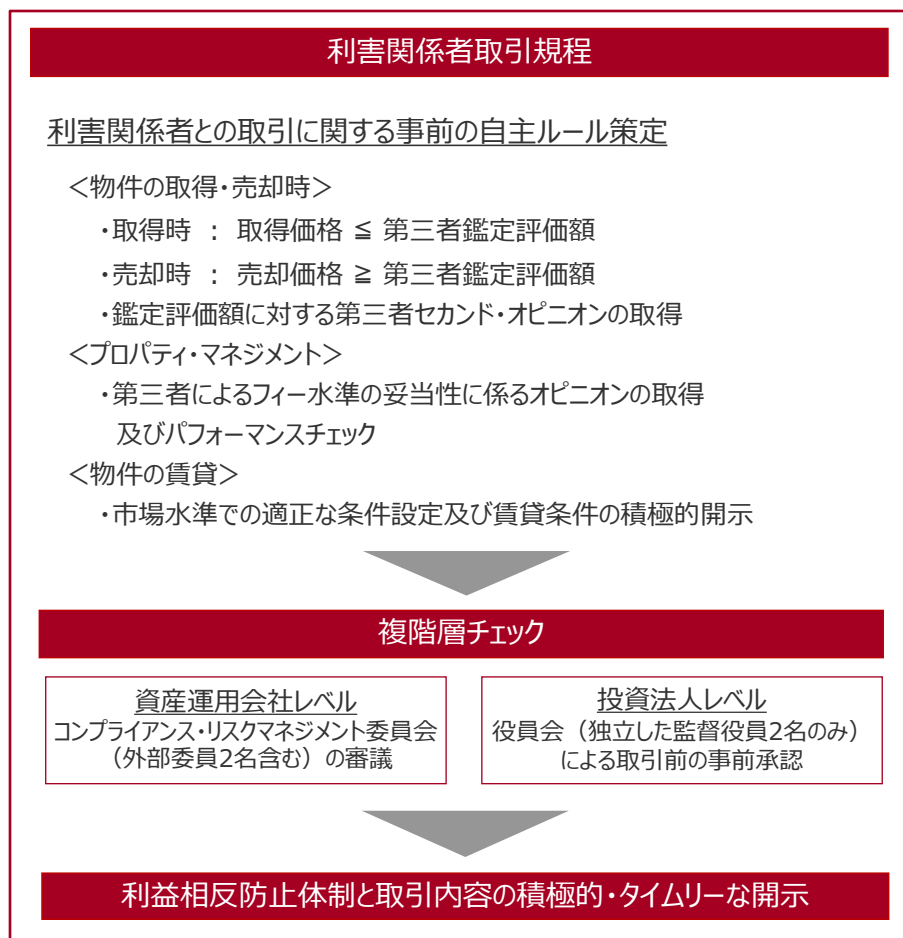 利害関係者取引規程
利害関係者との取引に関する事前の自主ルール策定
＜物件の取得・売却時＞
・取得時 ： 取得価格 ≦ 第三者鑑定評価額
・売却時 ： 売却価格 ≧ 第三者鑑定評価額
・鑑定評価額に対する第三者セカンド・オピニオンの取得
＜プロパティ・マネジメント＞
・第三者によるフィー水準の妥当性に係るオピニオンの取得
及びパフォーマンスチェック
＜物件の賃貸＞
・市場水準での適正な条件設定及び賃貸条件の積極的開示
複階層チェック
資産運用会社レベル
コンプライアンス・リスクマネジメント委員会
（外部委員2名含む）の審議
投資法人レベル
役員会（独立した監督役員2名のみ）
による取引前の事前承認
利益相反防止体制と取引内容の積極的・タイムリーな開示